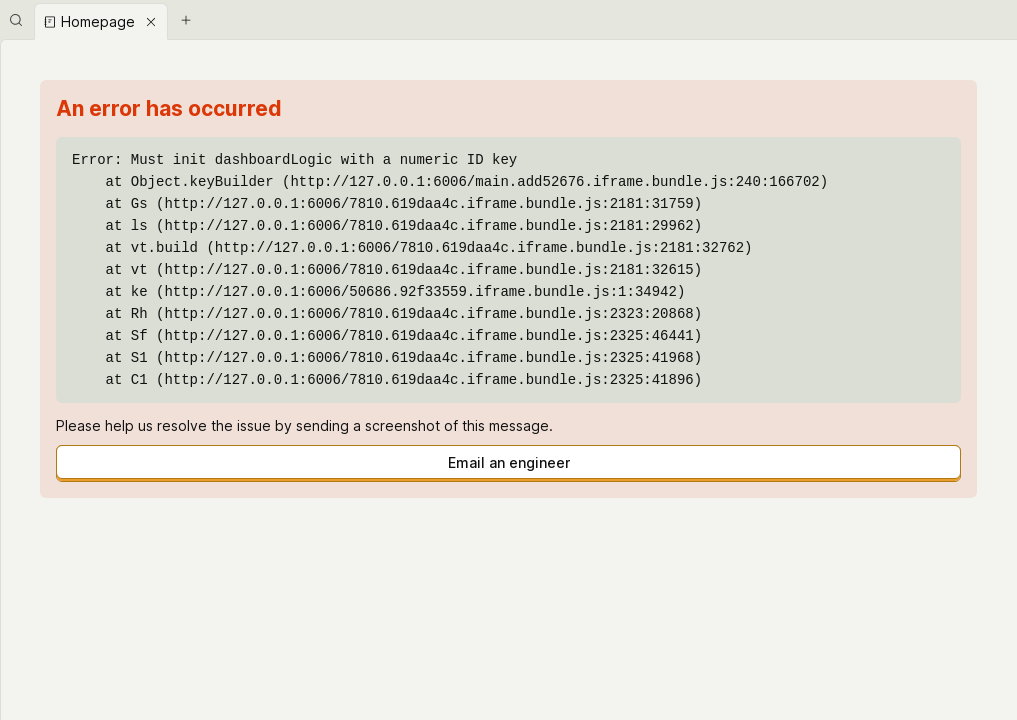 Homepage
An error has occurred
Error: Must init dashboardLogic with a numeric ID key
    at Object.keyBuilder (http://127.0.0.1:6006/main.add52676.iframe.bundle.js:240:166702)
    at Gs (http://127.0.0.1:6006/7810.619daa4c.iframe.bundle.js:2181:31759)
    at ls (http://127.0.0.1:6006/7810.619daa4c.iframe.bundle.js:2181:29962)
    at vt.build (http://127.0.0.1:6006/7810.619daa4c.iframe.bundle.js:2181:32762)
    at vt (http://127.0.0.1:6006/7810.619daa4c.iframe.bundle.js:2181:32615)
    at ke (http://127.0.0.1:6006/50686.92f33559.iframe.bundle.js:1:34942)
    at Rh (http://127.0.0.1:6006/7810.619daa4c.iframe.bundle.js:2323:20868)
    at Sf (http://127.0.0.1:6006/7810.619daa4c.iframe.bundle.js:2325:46441)
    at S1 (http://127.0.0.1:6006/7810.619daa4c.iframe.bundle.js:2325:41968)
    at C1 (http://127.0.0.1:6006/7810.619daa4c.iframe.bundle.js:2325:41896)
Please help us resolve the issue by sending a screenshot of this message.
Email an engineer